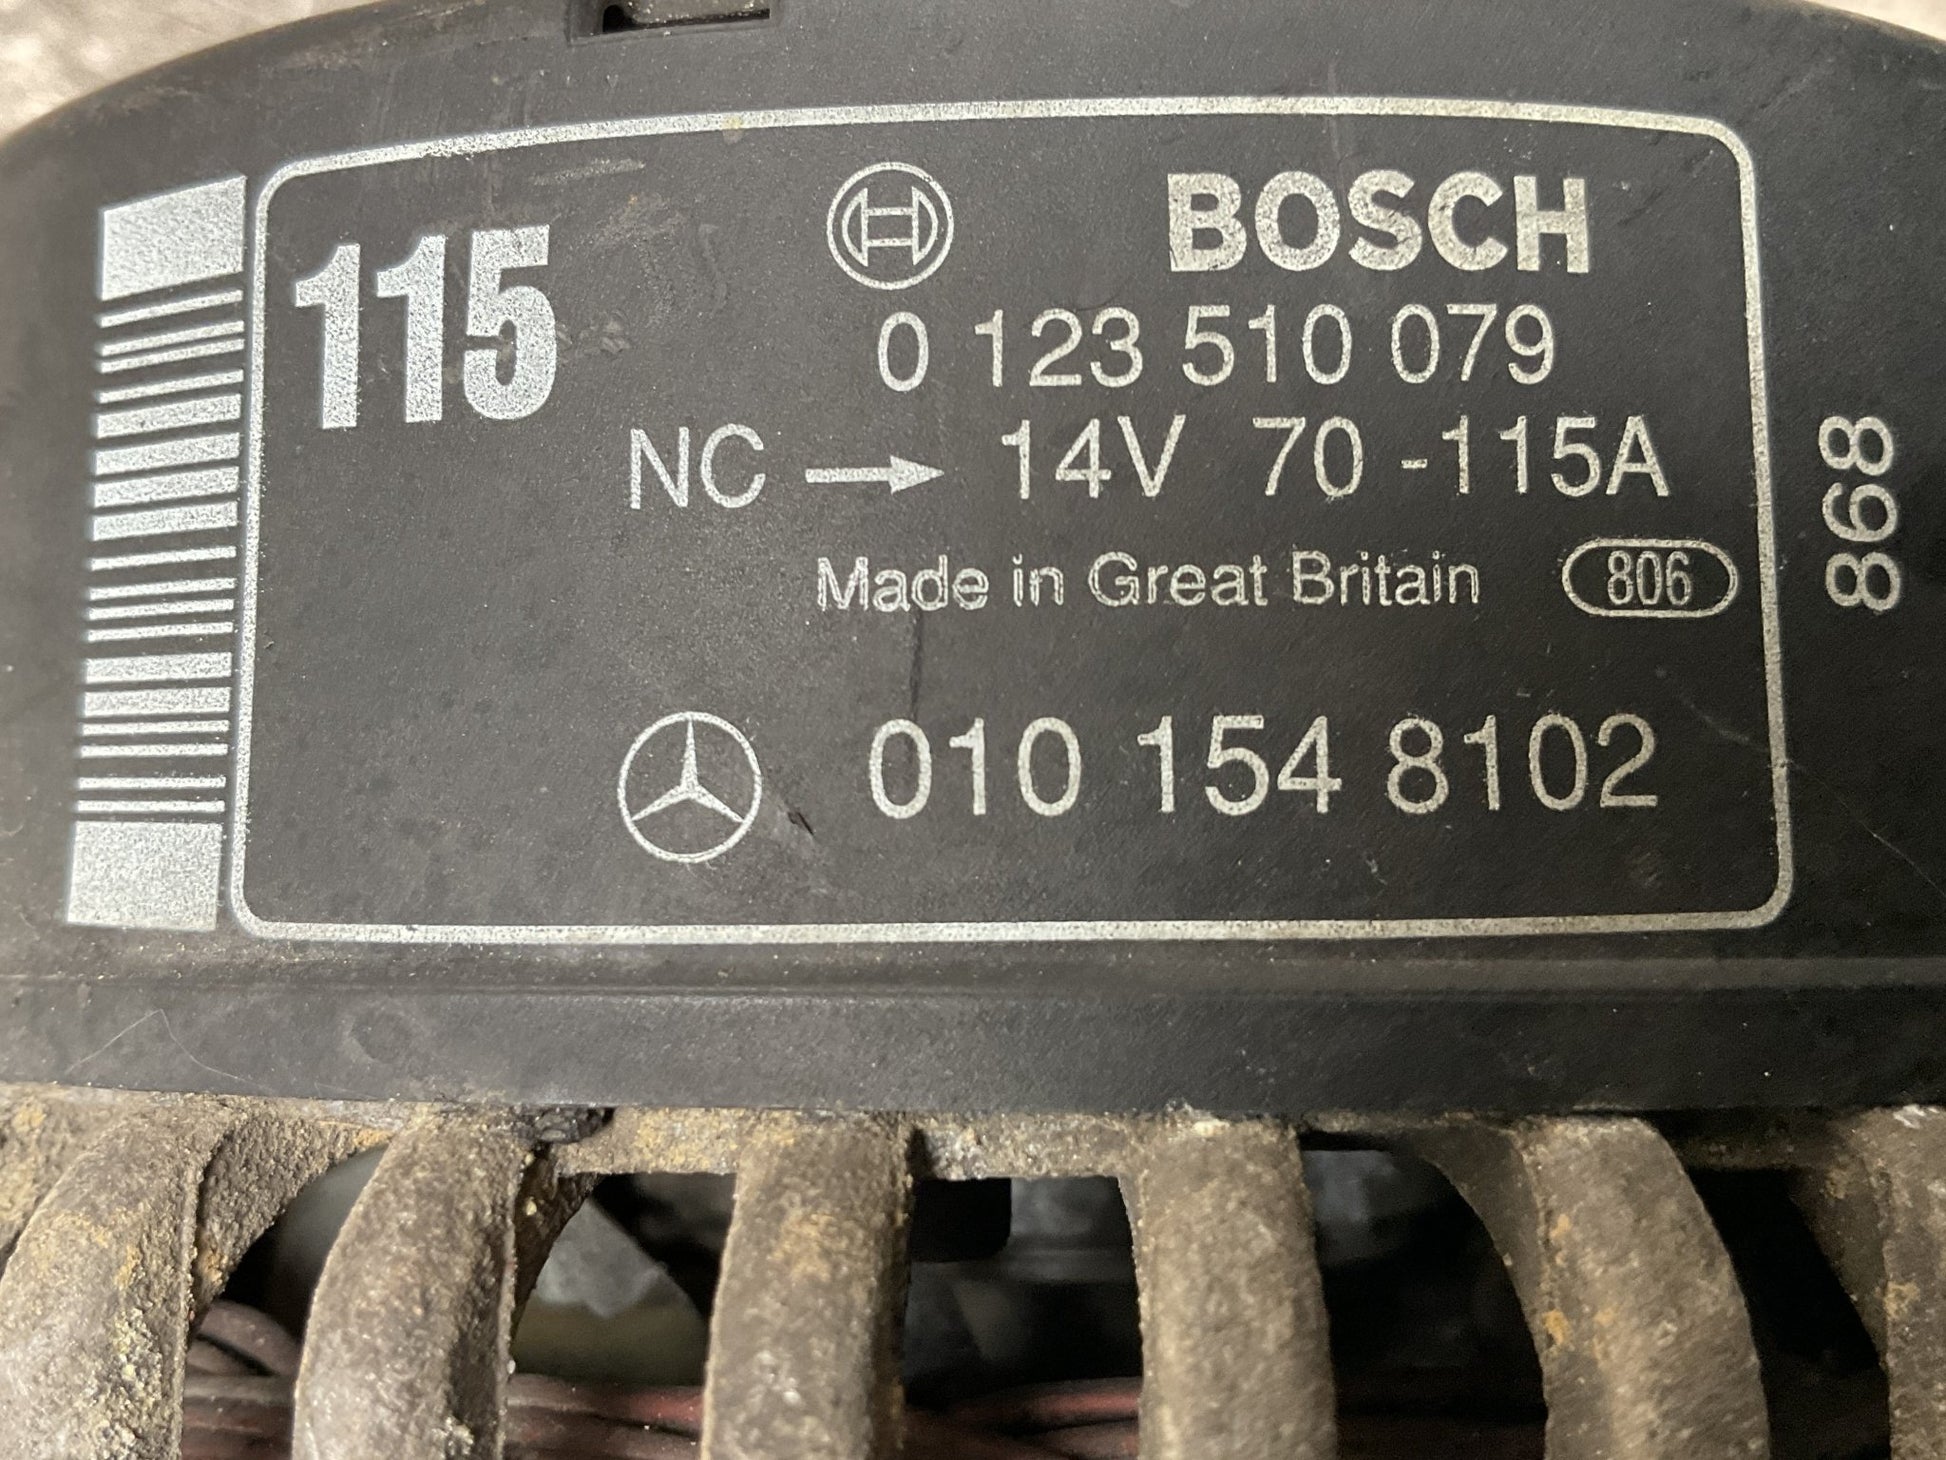 115
BOSCH
0 123 510 079
NC → 14V 70 -115A
Made in Great Britain 806
010 154 8102
868